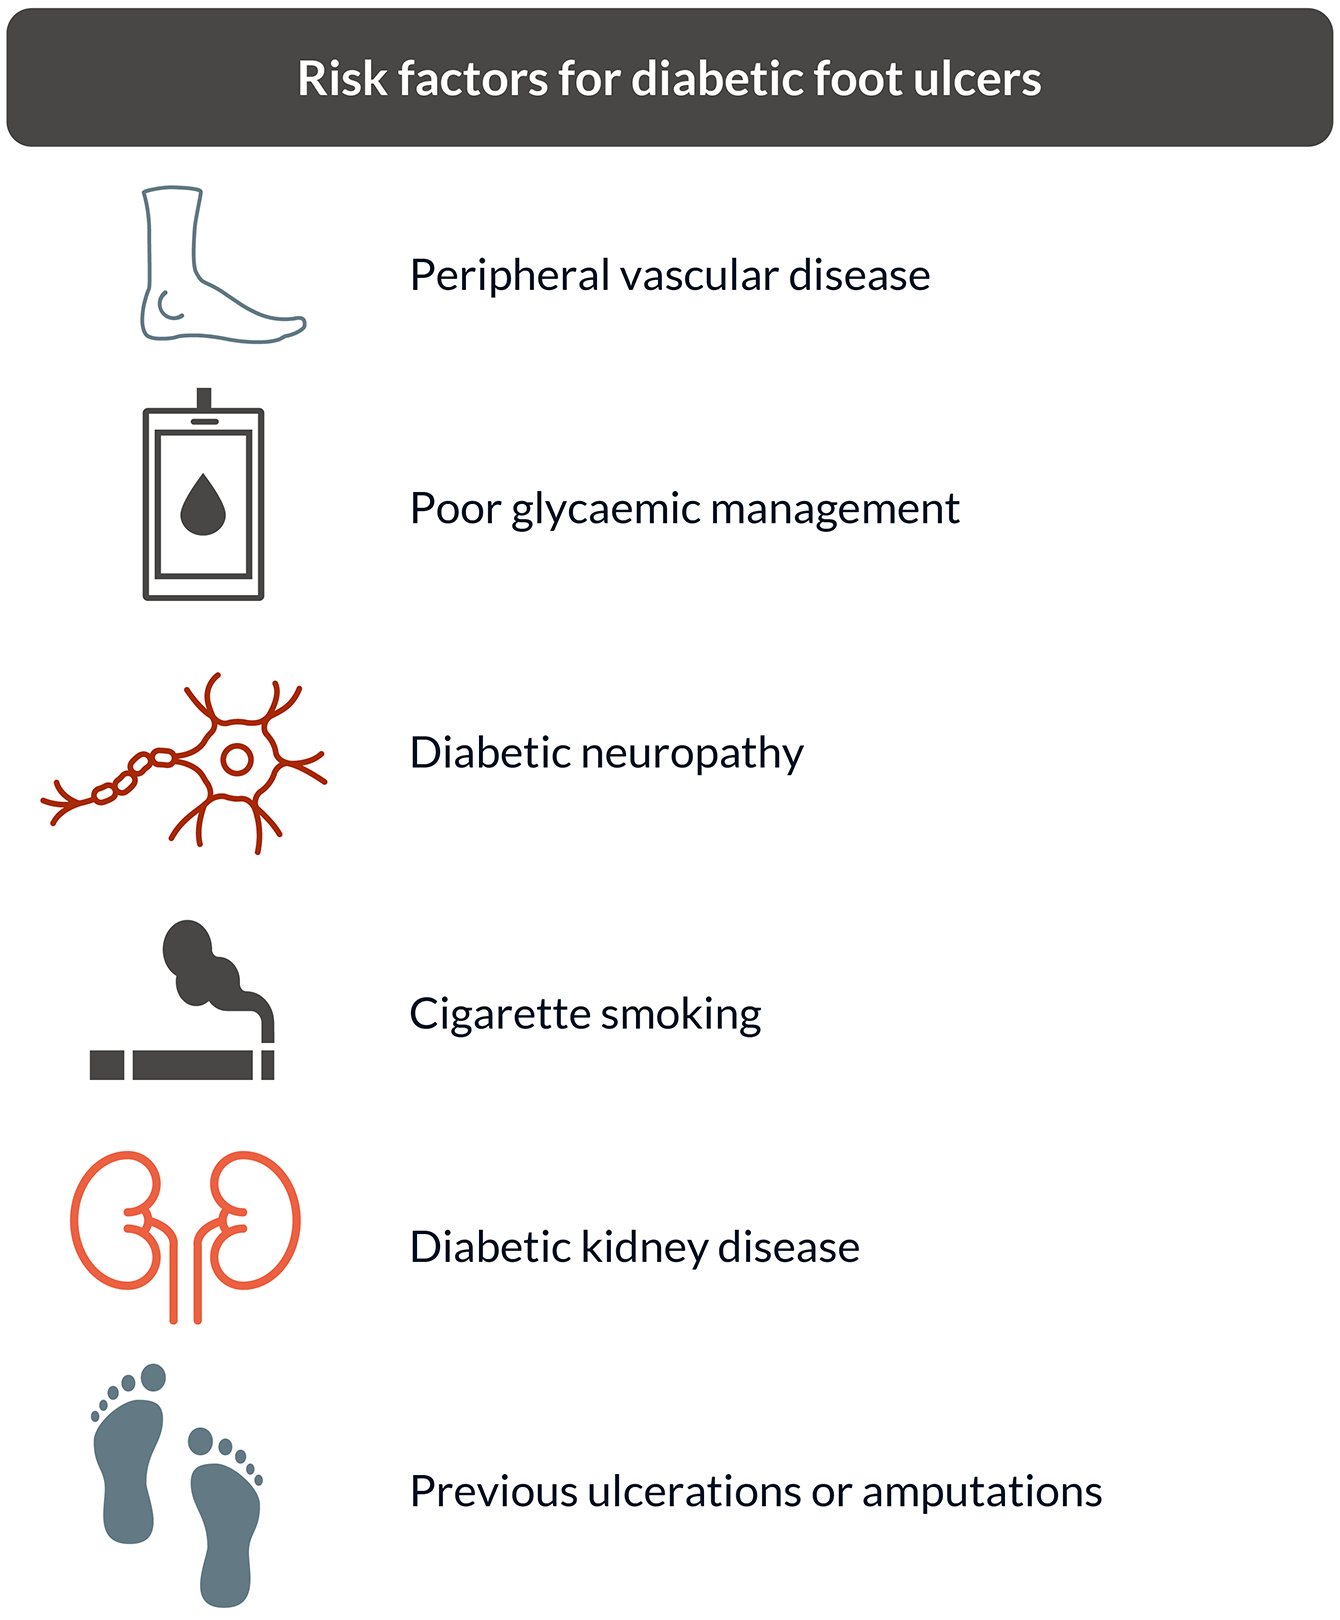 Risk factors for diabetic foot ulcers
Peripheral vascular disease
Poor glycaemic management
Diabetic neuropathy
Cigarette smoking
Diabetic kidney disease
Previous ulcerations or amputations